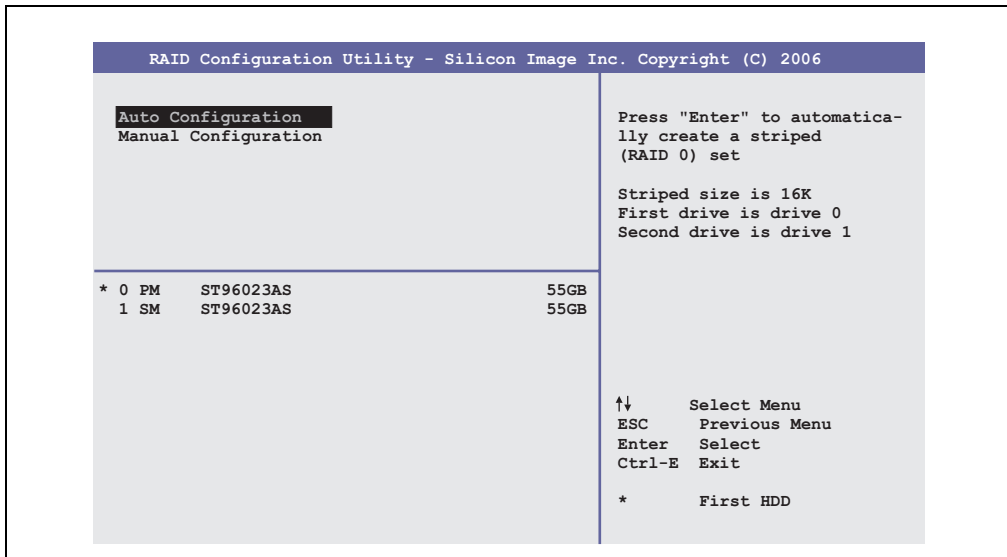 RAID Configuration Utility - Silicon Image Inc. Copyright (C) 2006
Auto Configuration
Manual Configuration
Press "Enter" to automatica-
lly create a striped
(RAID 0) set
Striped size is 16K
First drive is drive 0
Second drive is drive 1
* 0 PM ST96023AS 55GB
1 SM ST96023AS 55GB
↑↓ Select Menu
ESC Previous Menu
Enter Select
Ctrl-E Exit
* First HDD